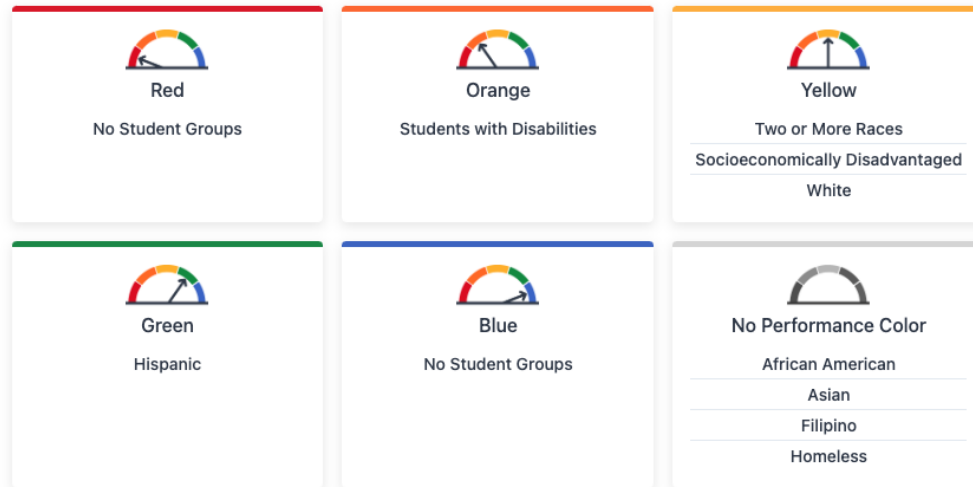 Red
No Student Groups
Orange
Students with Disabilities
Yellow
Two or More Races
Socioeconomically Disadvantaged
White
Green
Hispanic
Blue
No Student Groups
No Performance Color
African American
Asian
Filipino
Homeless